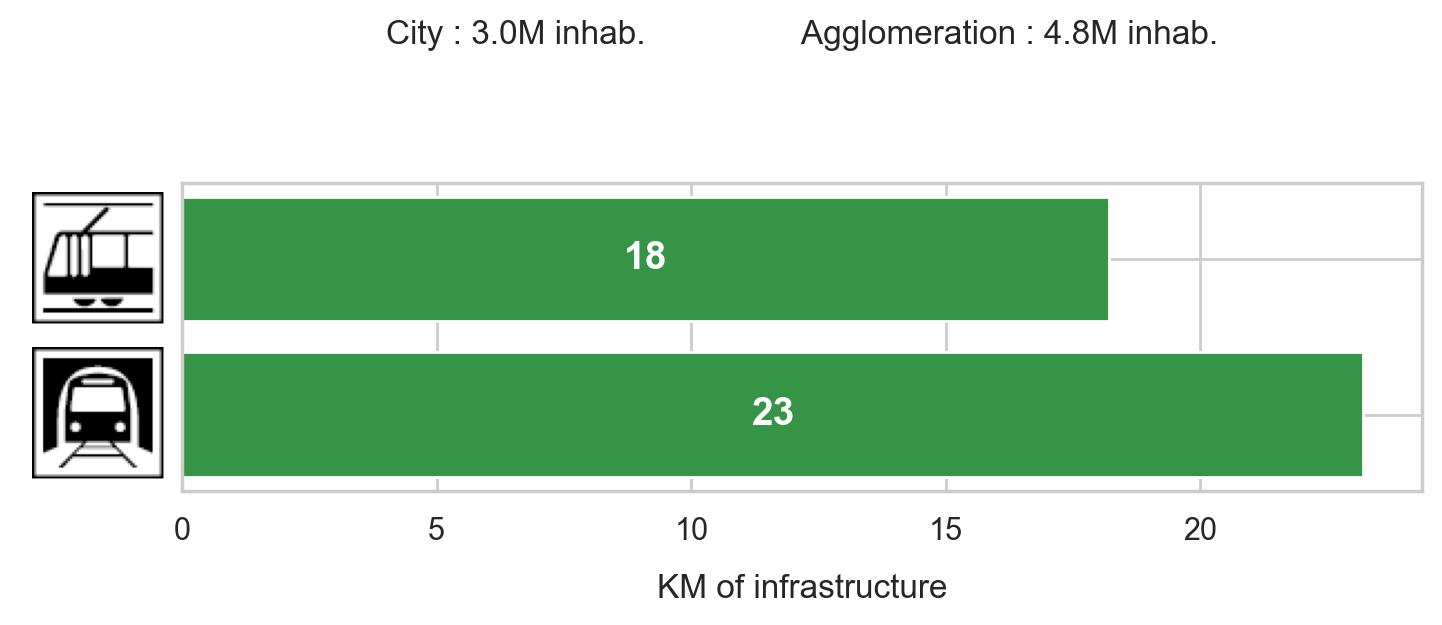 City : 3.0M inhab. Agglomeration : 4.8M inhab.
18
23
0 5 10 15 20
KM of infrastructure